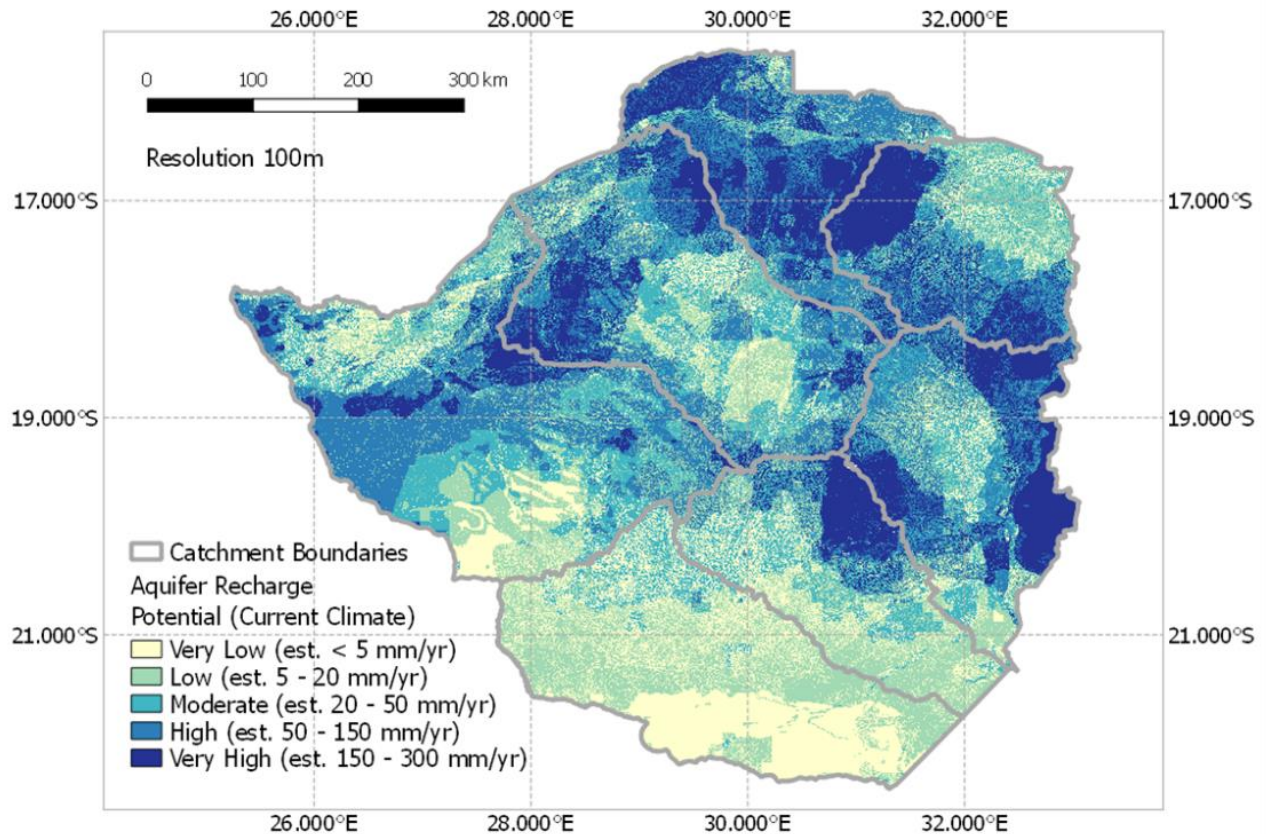 26.000°E 28.000°E 30.000°E 32.000°E
0 100 200 300 km
Resolution 100m
17.000°S 17.000°S
19.000°S 19.000°S
Catchment Boundaries
Aquifer Recharge
Potential (Current Climate)
21.000°S 21.000°S
Very Low (est. < 5 mm/yr)
Low (est. 5 - 20 mm/yr)
Moderate (est. 20 - 50 mm/yr)
High (est. 50 - 150 mm/yr)
Very High (est. 150 - 300 mm/yr)
26.000°E 28.000°E 30.000°E 32.000°E